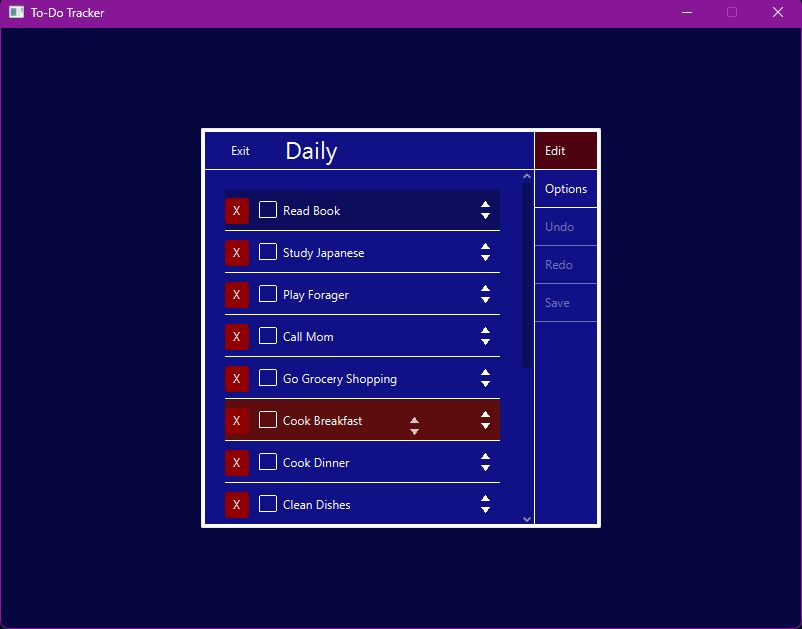 To-Do Tracker
Exit
Daily
Edit
Options
Undo
Redo
Save
X Read Book
X Study Japanese
X Play Forager
X Call Mom
X Go Grocery Shopping
X Cook Breakfast
X Cook Dinner
X Clean Dishes